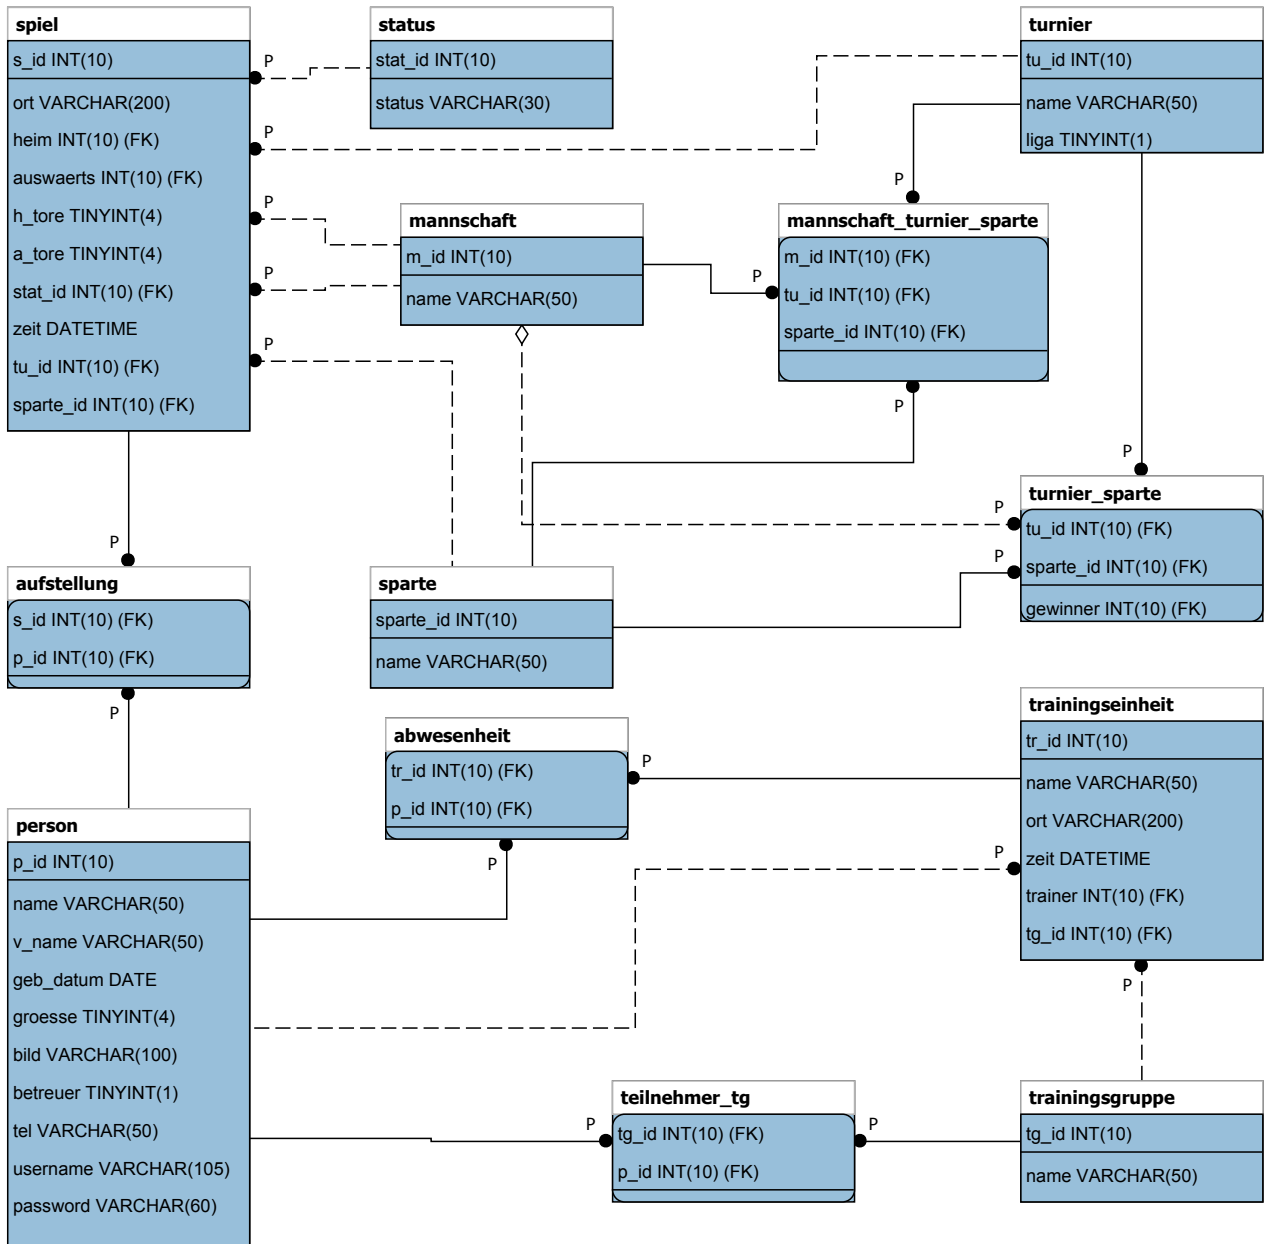 spiel
s_id INT(10)
ort VARCHAR(200)
heim INT(10) (FK)
auswaerts INT(10) (FK)
h_tore TINYINT(4)
a_tore TINYINT(4)
stat_id INT(10) (FK)
zeit DATETIME
tu_id INT(10) (FK)
sparte_id INT(10) (FK)
P
P
P
P
P
status
stat_id INT(10)
status VARCHAR(30)
turnier
tu_id INT(10)
name VARCHAR(50)
liga TINYINT(1)
mannschaft
m_id INT(10)
name VARCHAR(50)
P
P
mannschaft_turnier_sparte
m_id INT(10) (FK)
tu_id INT(10) (FK)
sparte_id INT(10) (FK)
P
P
P
P
turnier_sparte
tu_id INT(10) (FK)
sparte_id INT(10) (FK)
gewinner INT(10) (FK)
P
aufstellung
s_id INT(10) (FK)
p_id INT(10) (FK)
P
sparte
sparte_id INT(10)
name VARCHAR(50)
abwesenheit
tr_id INT(10) (FK)
p_id INT(10) (FK)
P
P
trainingseinheit
tr_id INT(10)
name VARCHAR(50)
ort VARCHAR(200)
zeit DATETIME
trainer INT(10) (FK)
tg_id INT(10) (FK)
P
P
person
p_id INT(10)
name VARCHAR(50)
v_name VARCHAR(50)
geb_datum DATE
groesse TINYINT(4)
bild VARCHAR(100)
betreuer TINYINT(1)
tel VARCHAR(50)
username VARCHAR(105)
password VARCHAR(60)
P
teilnehmer_tg
tg_id INT(10) (FK)
p_id INT(10) (FK)
P
trainingsgruppe
tg_id INT(10)
name VARCHAR(50)